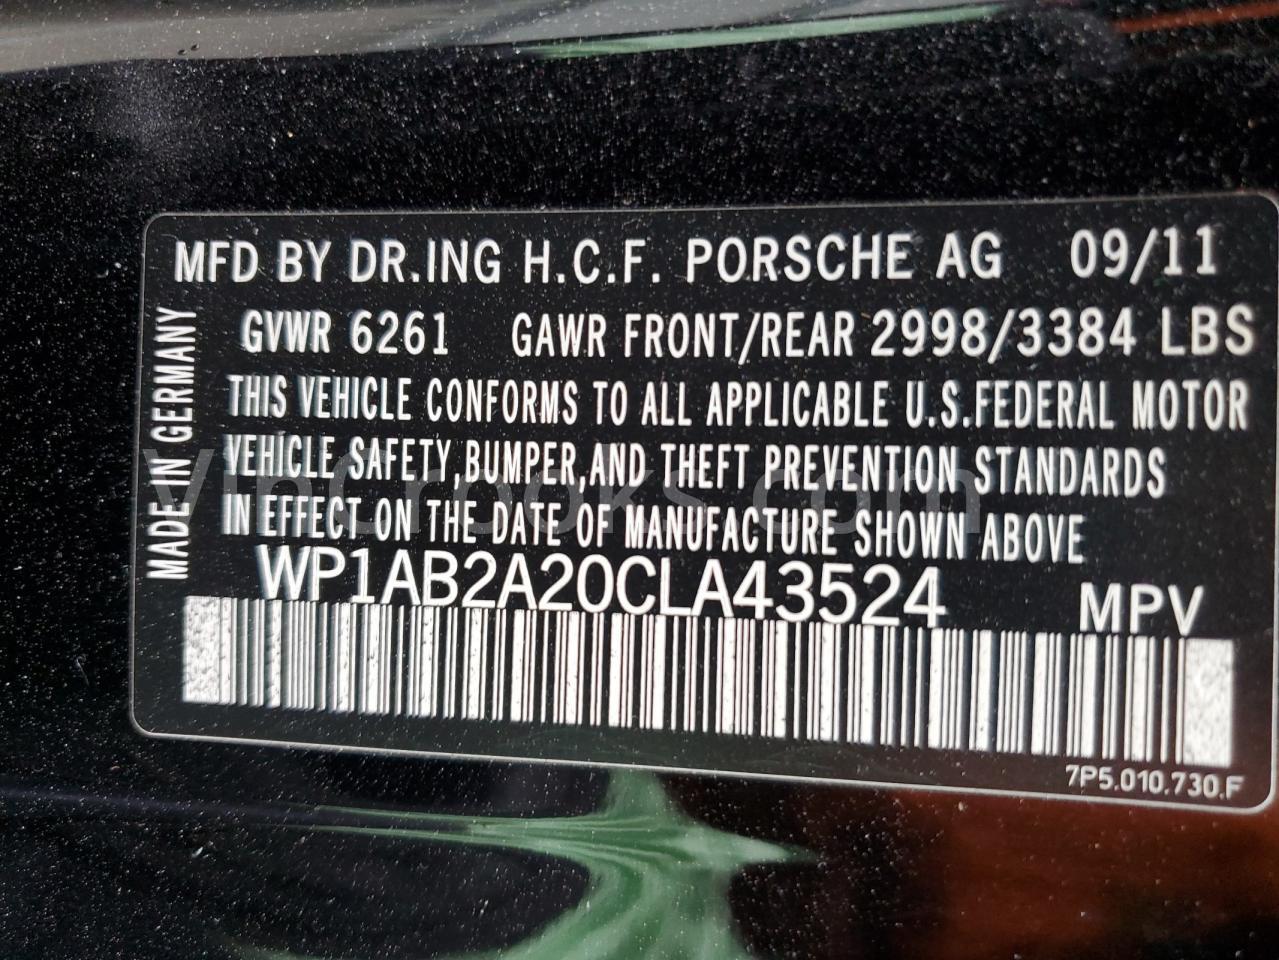 MFD BY DR.ING H.C.F. PORSCHE AG 09/11
GVWR 6261 GAWR FRONT/REAR 2998/3384 LBS
THIS VEHICLE CONFORMS TO ALL APPLICABLE U.S.FEDERAL MOTOR
VEHICLE SAFETY,BUMPER,AND THEFT PREVENTION STANDARDS
IN EFFECT ON THE DATE OF MANUFACTURE SHOWN ABOVE
WP1AB2A20CLA43524 MPV
7P5.010.730.F
MADE IN GERMANY
VinCrooks.com